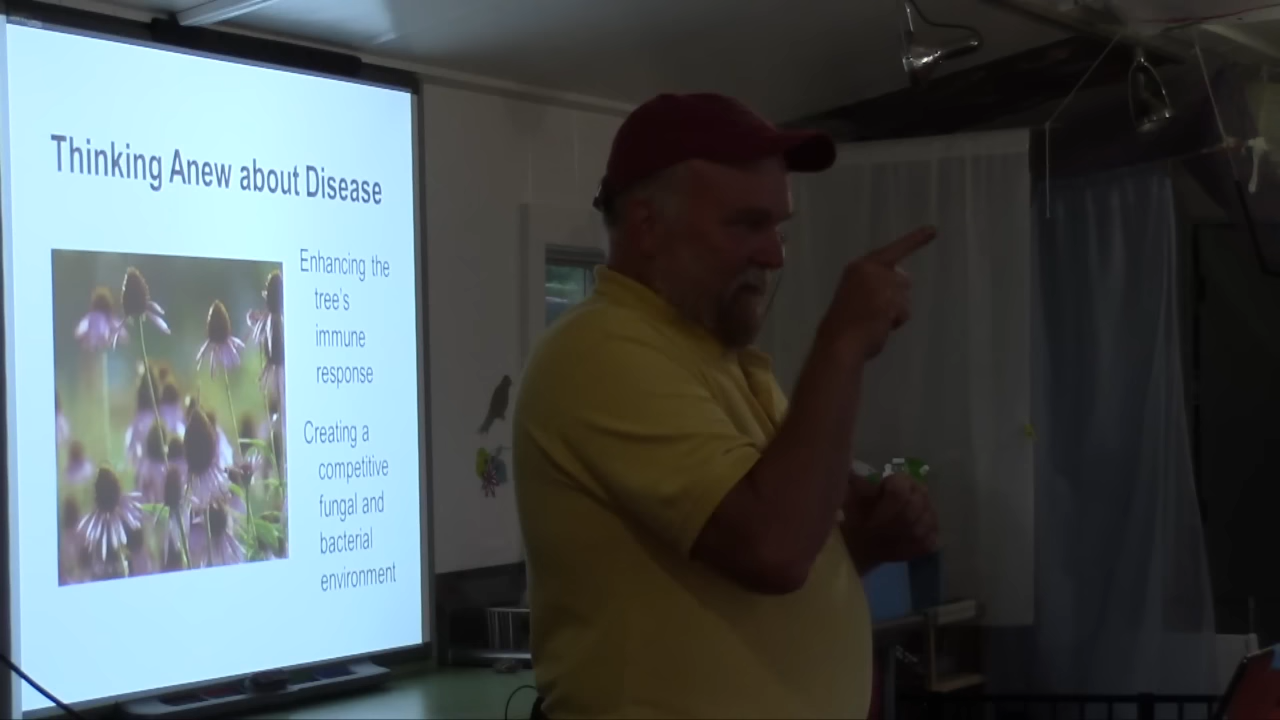 Thinking Anew about Disease
Enhancing the
tree's
immune
response
Creating a
competitive
fungal and
bacterial
environment